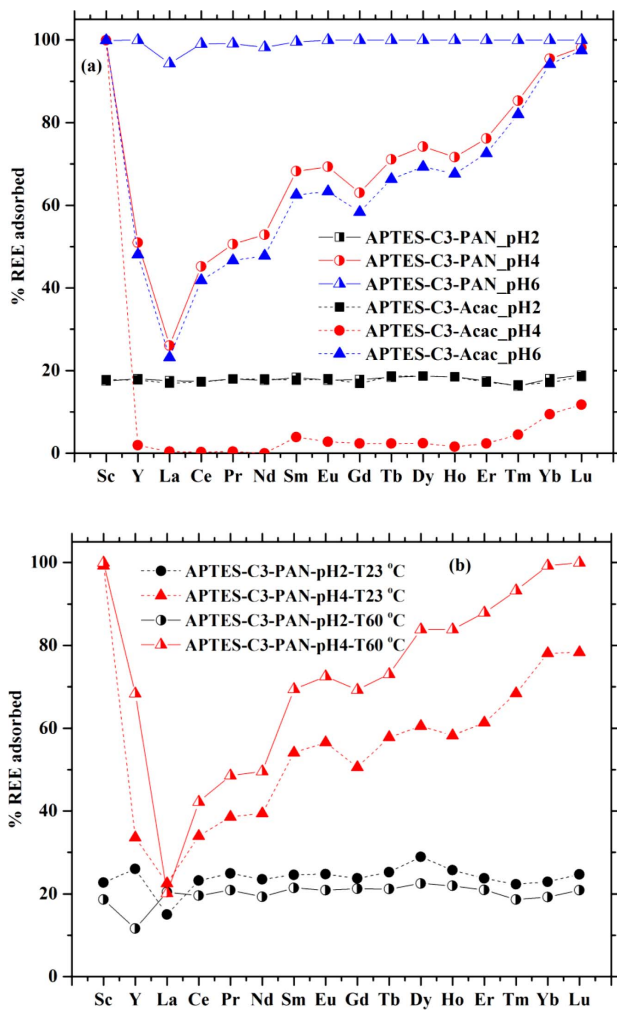 100
(a)
80
60
40
20
0
% REE adsorbed
APTES-C3-PAN_pH2
APTES-C3-PAN_pH4
APTES-C3-PAN_pH6
APTES-C3-Acac_pH2
APTES-C3-Acac_pH4
APTES-C3-Acac_pH6
Sc Y La Ce Pr Nd Sm Eu Gd Tb Dy Ho Er Tm Yb Lu
100
(b)
80
60
40
20
0
% REE adsorbed
APTES-C3-PAN-pH2-T23 °C
APTES-C3-PAN-pH4-T23 °C
APTES-C3-PAN-pH2-T60 °C
APTES-C3-PAN-pH4-T60 °C
Sc Y La Ce Pr Nd Sm Eu Gd Tb Dy Ho Er Tm Yb Lu